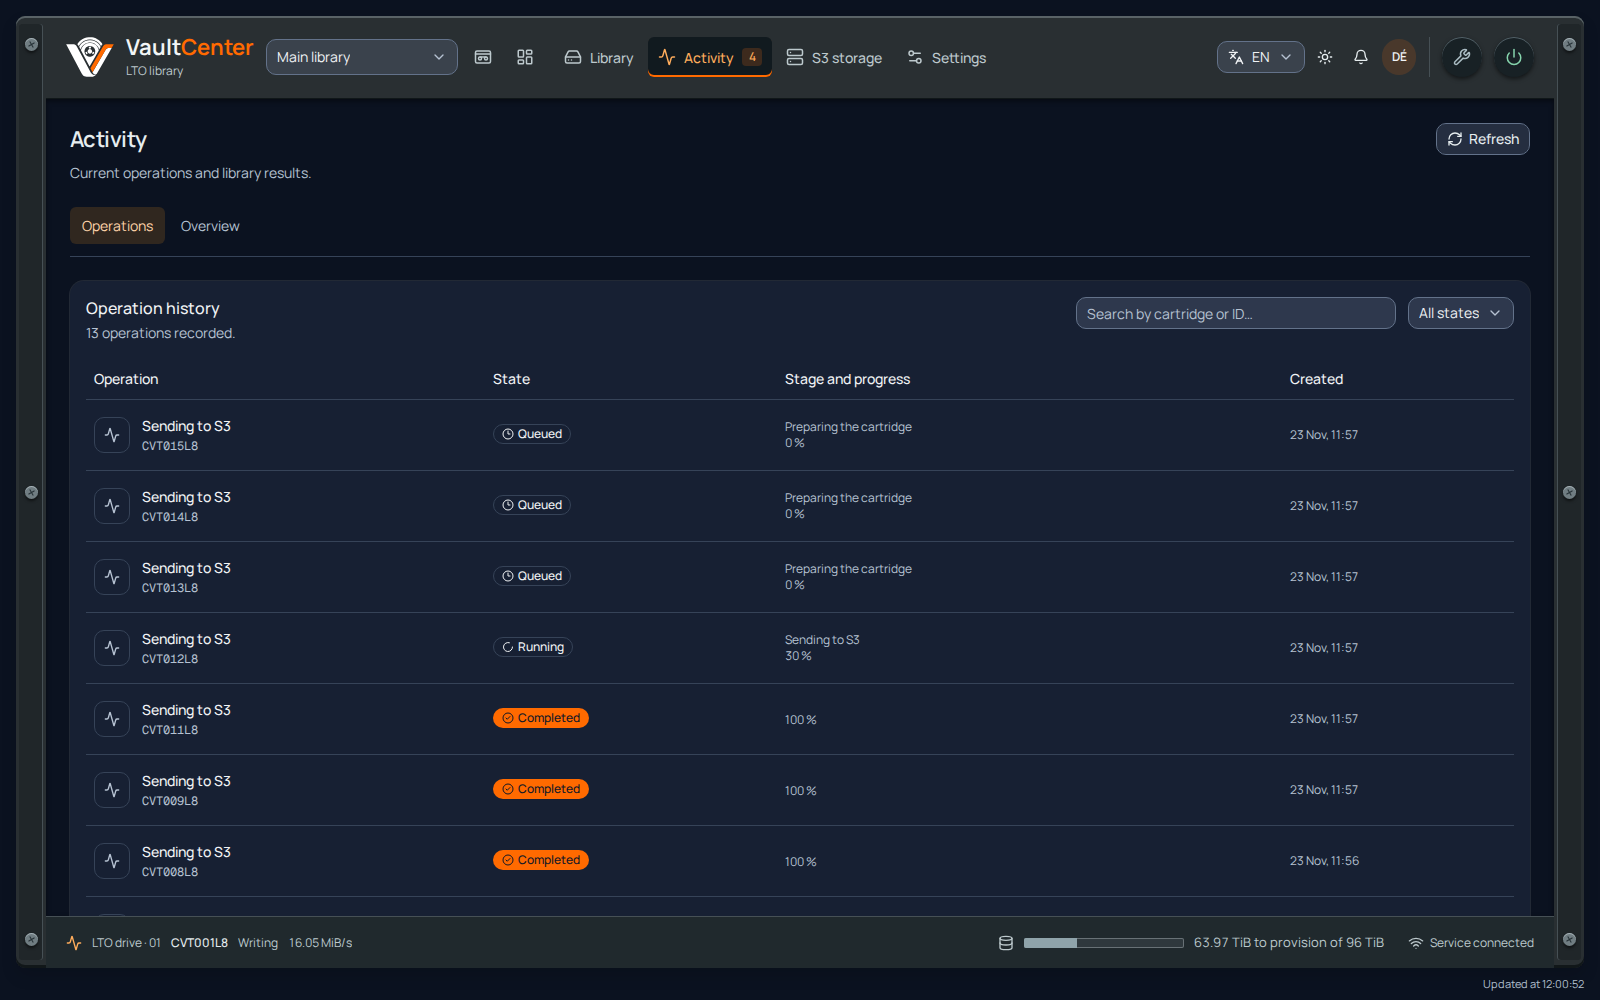 VaultCenter
LTO library
Main library
Library
Activity 4
S3 storage
Settings
EN
DÉ
Activity
Refresh
Current operations and library results.
Operations
Overview
Operation history
13 operations recorded.
Search by cartridge or ID...
All states
Operation State Stage and progress Created
Sending to S3
CVT015L8
Queued
Preparing the cartridge
0 %
23 Nov, 11:57
Sending to S3
CVT014L8
Queued
Preparing the cartridge
0 %
23 Nov, 11:57
Sending to S3
CVT013L8
Queued
Preparing the cartridge
0 %
23 Nov, 11:57
Sending to S3
CVT012L8
Running
Sending to S3
30 %
23 Nov, 11:57
Sending to S3
CVT011L8
Completed
100 %
23 Nov, 11:57
Sending to S3
CVT009L8
Completed
100 %
23 Nov, 11:57
Sending to S3
CVT008L8
Completed
100 %
23 Nov, 11:56
LTO drive · 01 CVT001L8 Writing 16.05 MiB/s
63.97 TiB to provision of 96 TiB
Service connected
Updated at 12:00:52